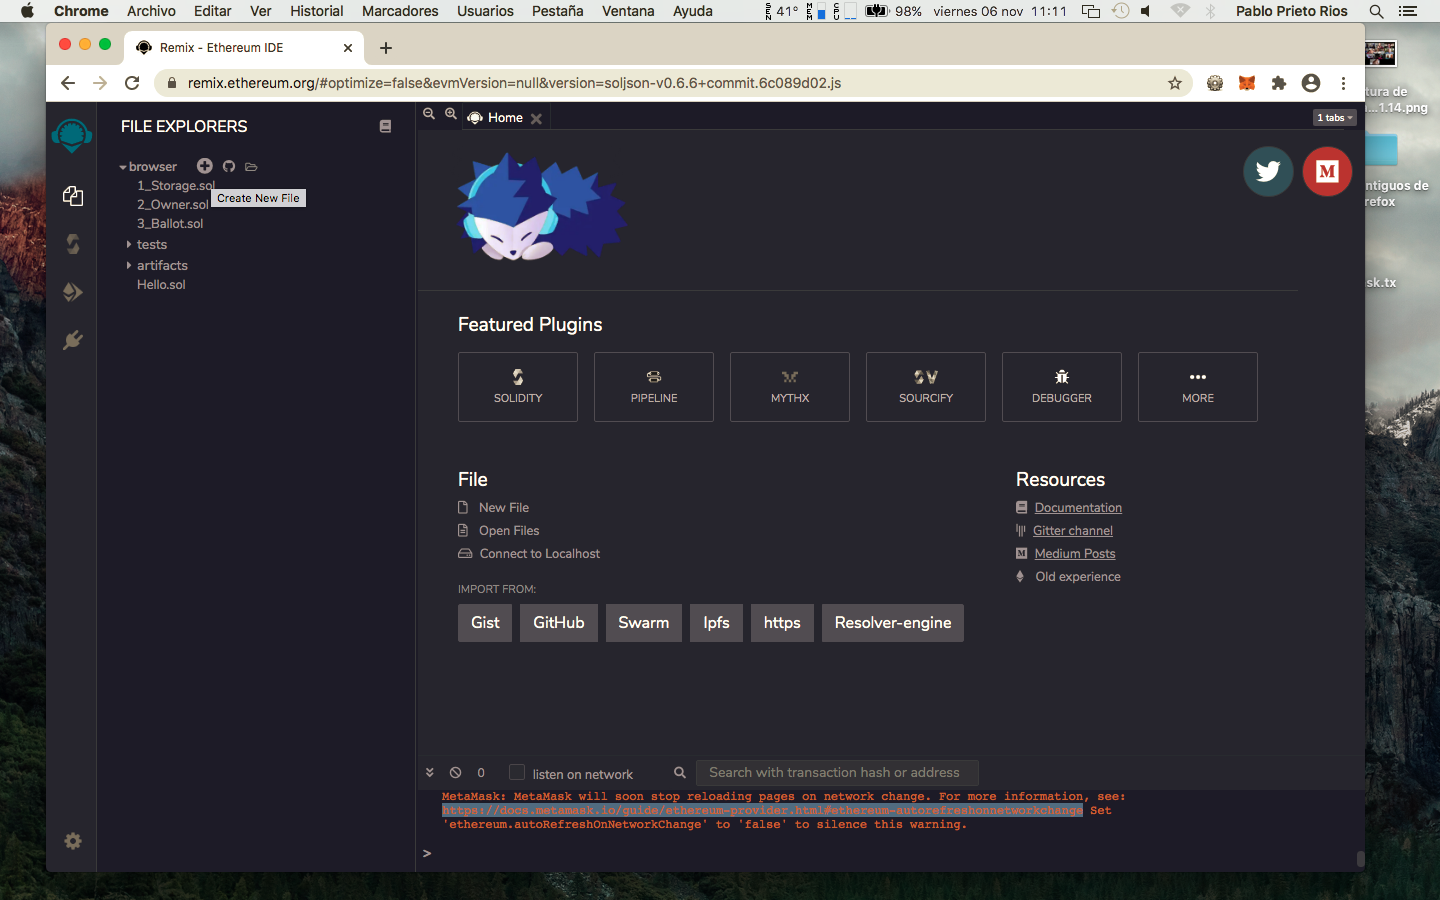 Chrome Archivo Editar Ver Historial Marcadores Usuarios Pestaña Ventana Ayuda SEN 41° MEM CPU 98% viernes 06 nov 11:11 Pablo Prieto Rios
Remix - Ethereum IDE
remix.ethereum.org/#optimize=false&evmVersion=null&version=soljson-v0.6.6+commit.6c089d02.js
tura de
1.14.png
ntiguos de
refox
sk.tx
FILE EXPLORERS
browser
1_Storage.sol
Create New File
2_Owner.sol
3_Ballot.sol
tests
artifacts
Hello.sol
Home
1 tabs
M
Featured Plugins
SOLIDITY
PIPELINE
MYTHX
SOURCIFY
DEBUGGER
MORE
File
New File
Open Files
Connect to Localhost
IMPORT FROM:
Gist
GitHub
Swarm
Ipfs
https
Resolver-engine
Resources
Documentation
Gitter channel
Medium Posts
Old experience
0
listen on network
Search with transaction hash or address
MetaMask: MetaMask will soon stop reloading pages on network change. For more information, see:
https://docs.metamask.io/guide/ethereum-provider.html#ethereum-autorefreshonnetworkchange Set
'ethereum.autoRefreshOnNetworkChange' to 'false' to silence this warning.
>